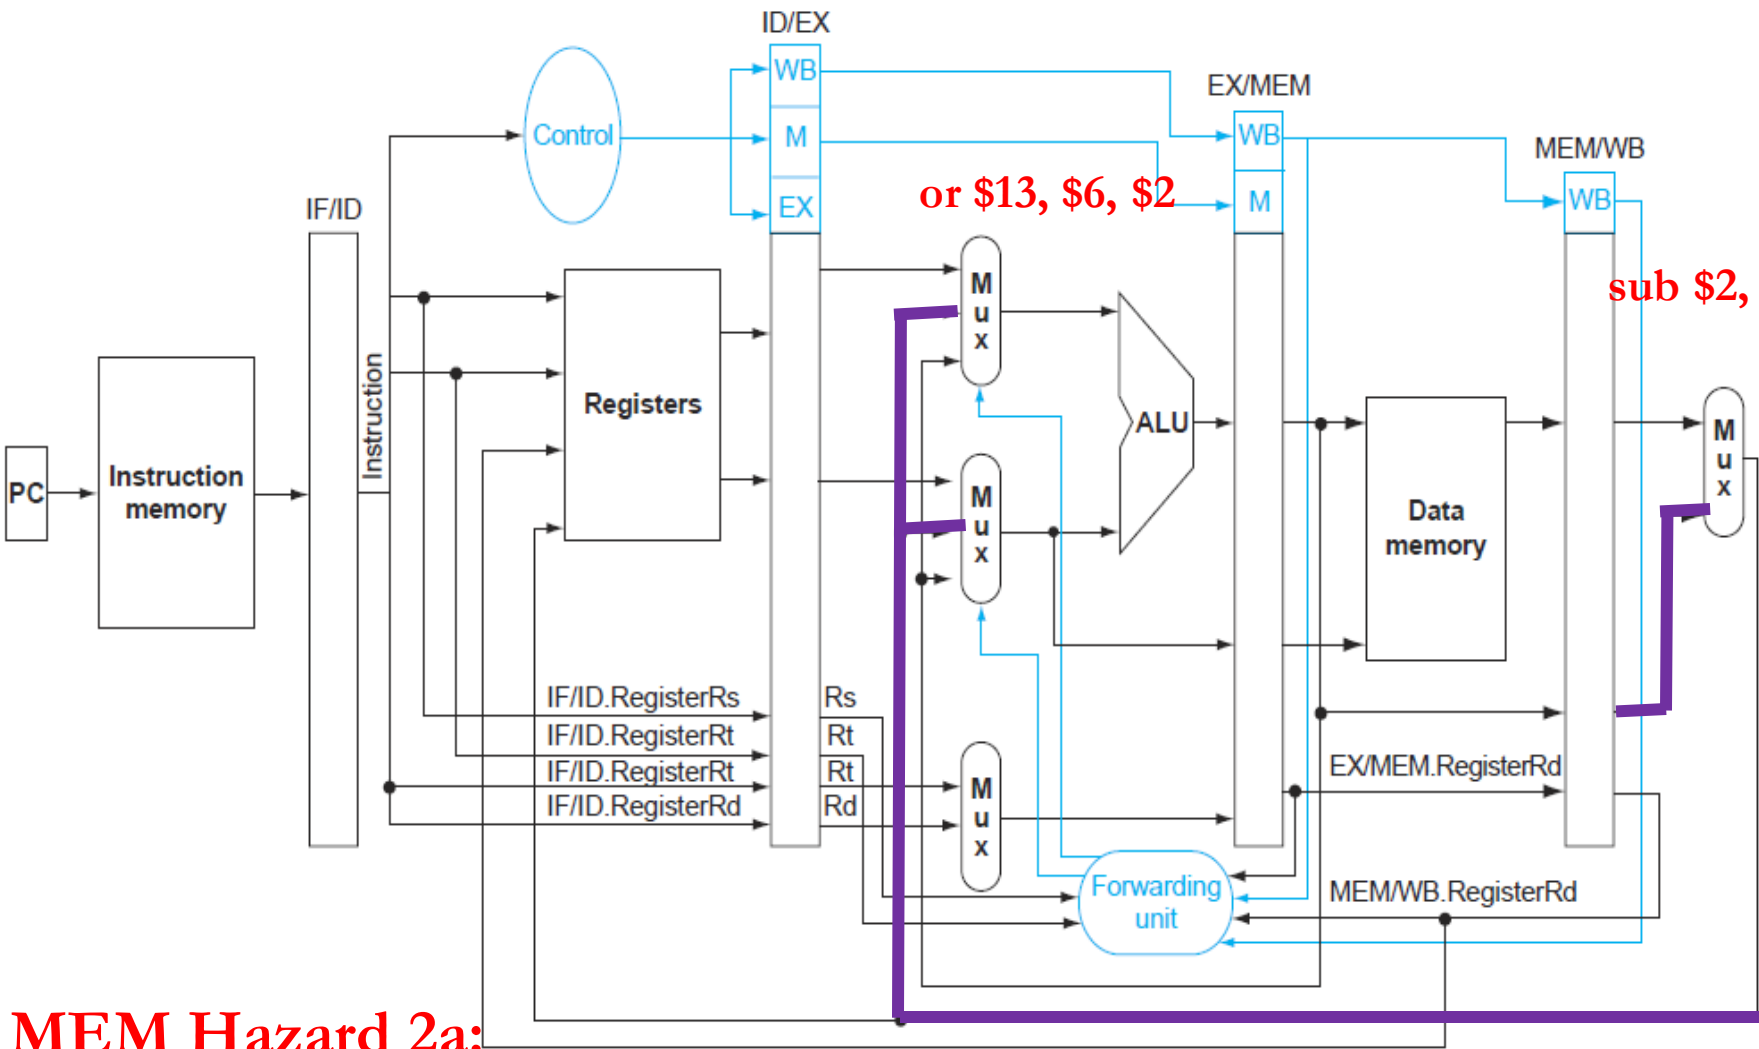 ID/EX
WB
EX/MEM
Control
M
WB
MEM/WB
or $13, $6, $2
IF/ID
EX
M
WB
M
u
x
sub $2,
Instruction
Registers
ALU
M
u
x
PC
Instruction
memory
M
u
x
Data
memory
IF/ID.RegisterRs
Rs
IF/ID.RegisterRt
Rt
IF/ID.RegisterRt
Rt
IF/ID.RegisterRd
Rd
M
u
x
EX/MEM.RegisterRd
Forwarding
unit
MEM/WB.RegisterRd
MEM Hazard 2a: